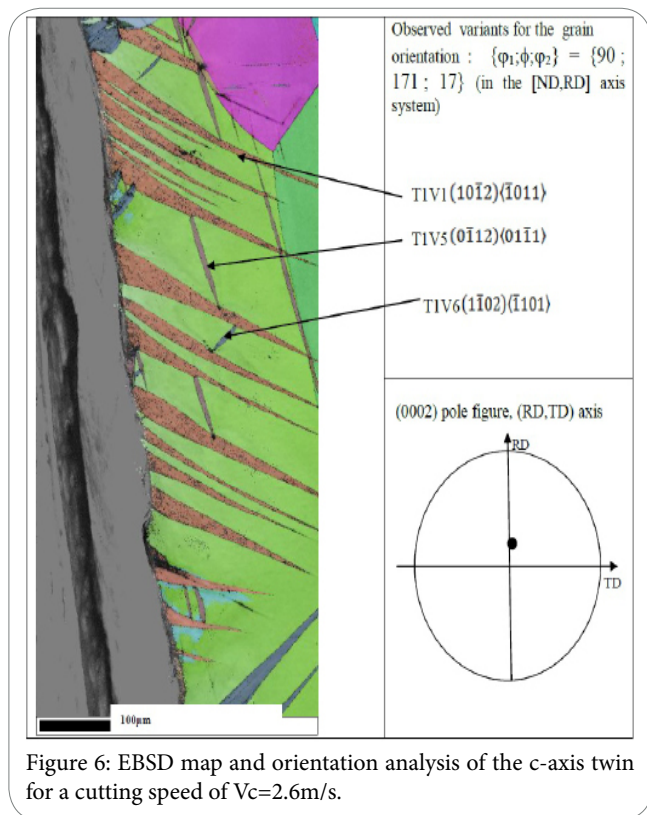 Observed variants for the grain
orientation : {φ₁;ϕ;φ₂} = {90 ;
171 ; 17} (in the [ND,RD] axis
system)
T1V1(101̄2)⟨1̄011⟩
T1V5(01̄12)⟨011̄1⟩
T1V6(11̄02)⟨1̄101⟩
(0002) pole figure, (RD,TD) axis
RD
TD
100μm
Figure 6: EBSD map and orientation analysis of the c-axis twin
for a cutting speed of Vc=2.6m/s.